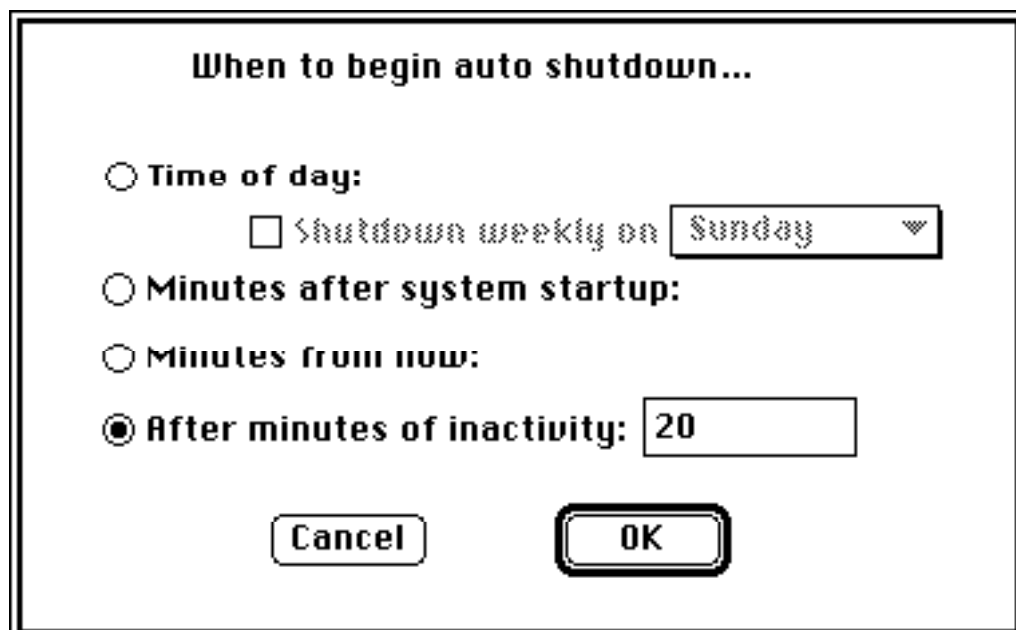 When to begin auto shutdown...
Time of day:
Shutdown weekly on Sunday
Minutes after system startup:
Minutes from now:
After minutes of inactivity: 20
Cancel OK